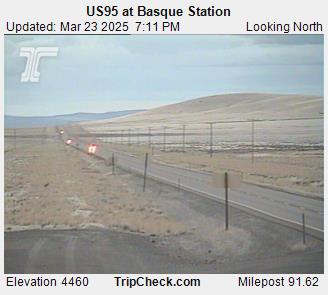 US95 at Basque Station
Updated: Mar 23 2025 7:11 PM Looking North
Elevation 4460 TripCheck.com Milepost 91.62